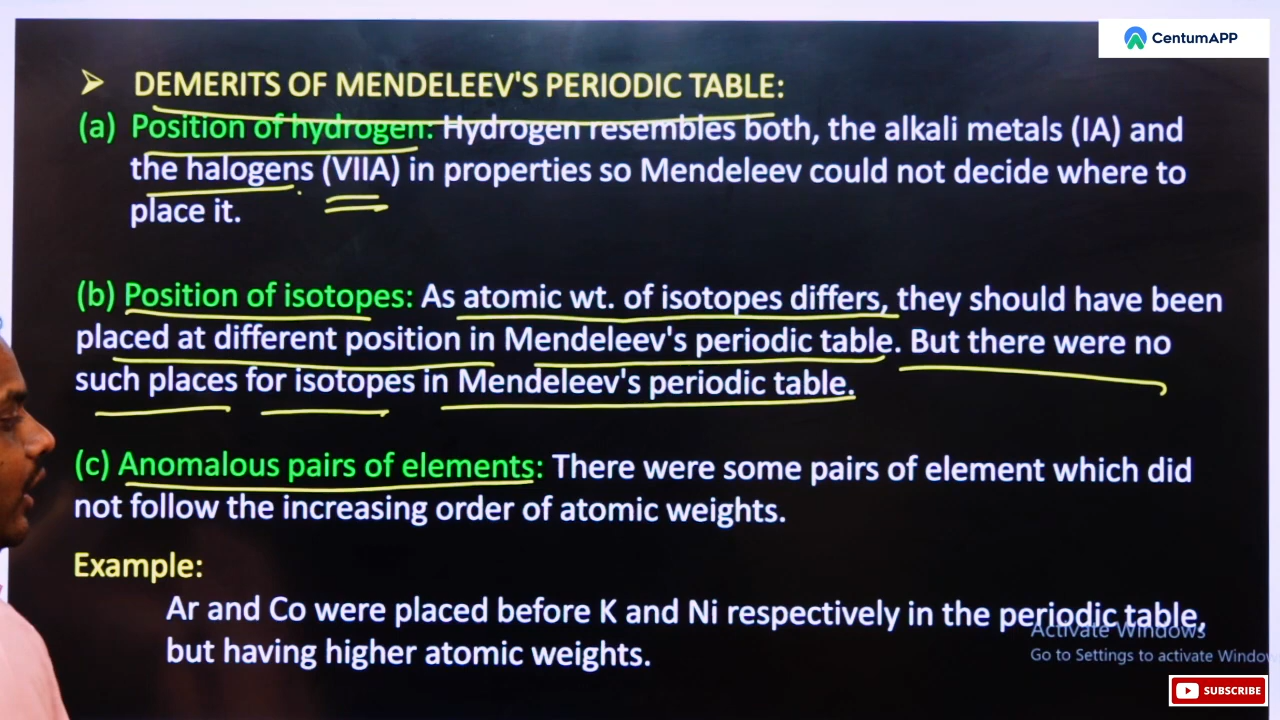 CentumAPP
➤ DEMERITS OF MENDELEEV'S PERIODIC TABLE:
(a) Position of hydrogen: Hydrogen resembles both, the alkali metals (IA) and
the halogens (VIIA) in properties so Mendeleev could not decide where to
place it.
(b) Position of isotopes: As atomic wt. of isotopes differs, they should have been
placed at different position in Mendeleev's periodic table. But there were no
such places for isotopes in Mendeleev's periodic table.
(c) Anomalous pairs of elements: There were some pairs of element which did
not follow the increasing order of atomic weights.
Example:
Ar and Co were placed before K and Ni respectively in the periodic table,
but having higher atomic weights.
Activate Windows
Go to Settings to activate Window
SUBSCRIBE